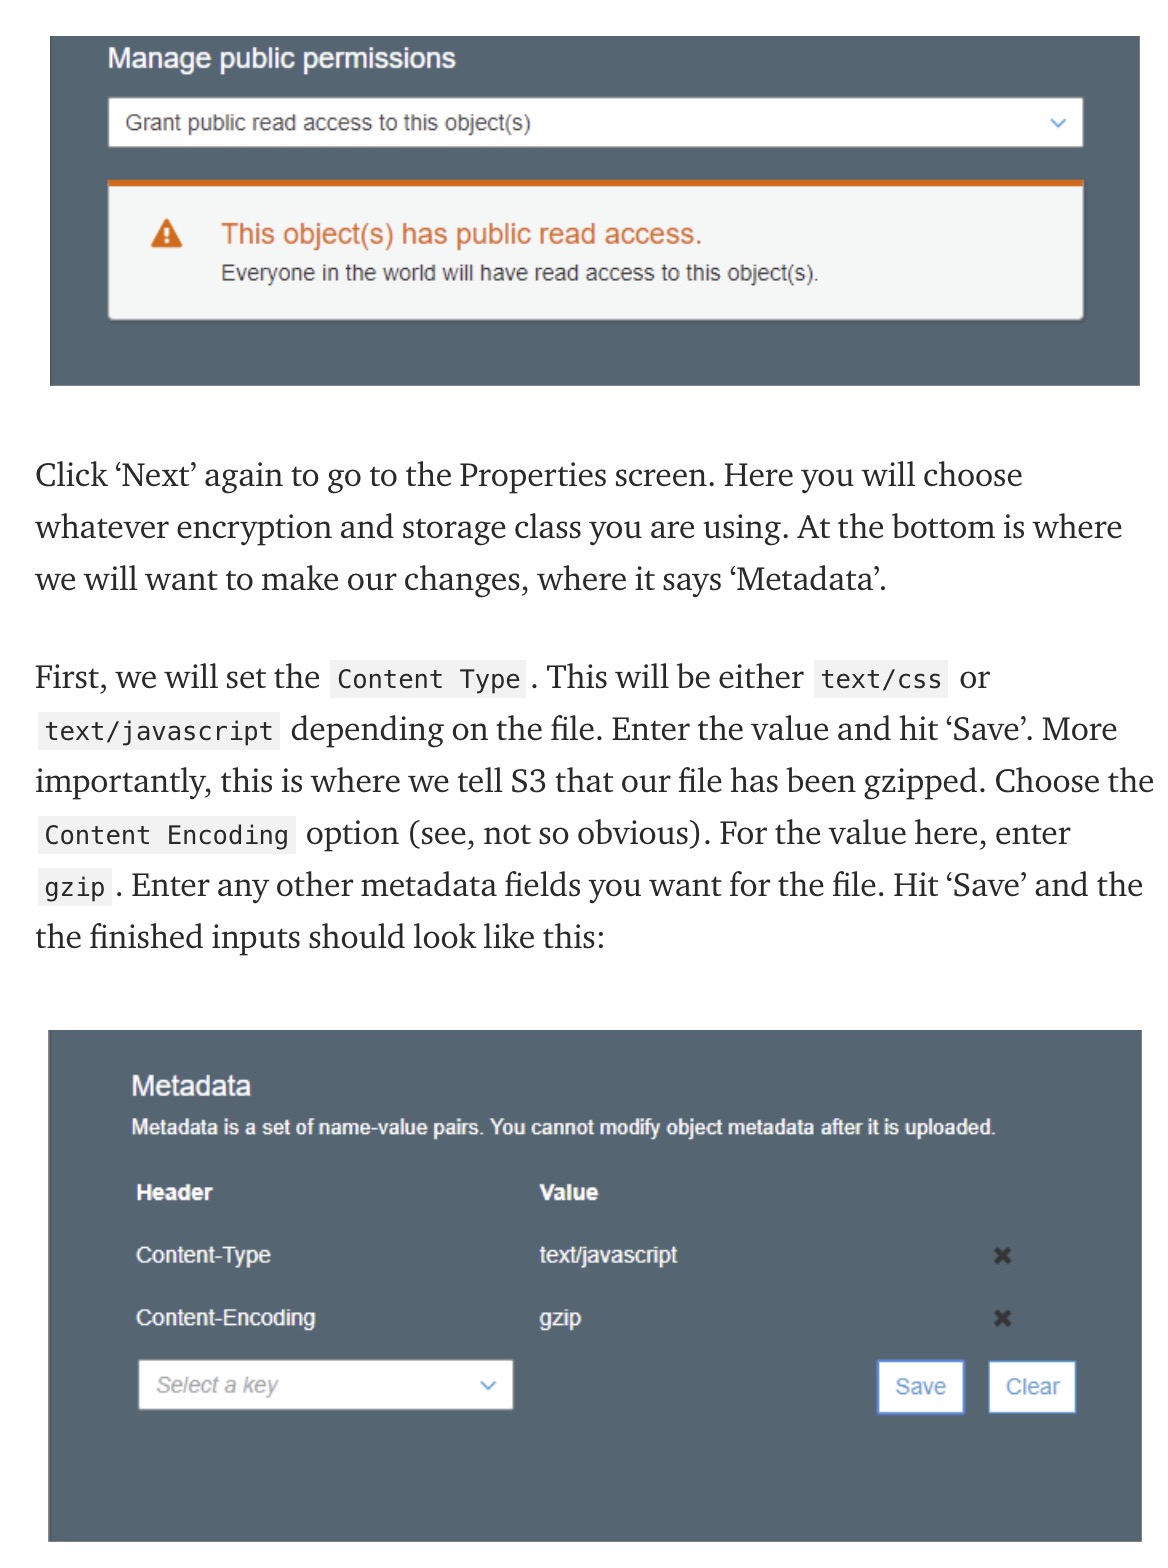 Manage public permissions
Grant public read access to this object(s)
This object(s) has public read access.
Everyone in the world will have read access to this object(s).
Click ‘Next’ again to go to the Properties screen. Here you will choose
whatever encryption and storage class you are using. At the bottom is where
we will want to make our changes, where it says ‘Metadata’.
First, we will set the Content Type. This will be either text/css or
text/javascript depending on the file. Enter the value and hit ‘Save’. More
importantly, this is where we tell S3 that our file has been gzipped. Choose the
Content Encoding option (see, not so obvious). For the value here, enter
gzip. Enter any other metadata fields you want for the file. Hit ‘Save’ and the
the finished inputs should look like this:
Metadata
Metadata is a set of name-value pairs. You cannot modify object metadata after it is uploaded.
Header Value
Content-Type text/javascript
Content-Encoding gzip
Select a key Save Clear